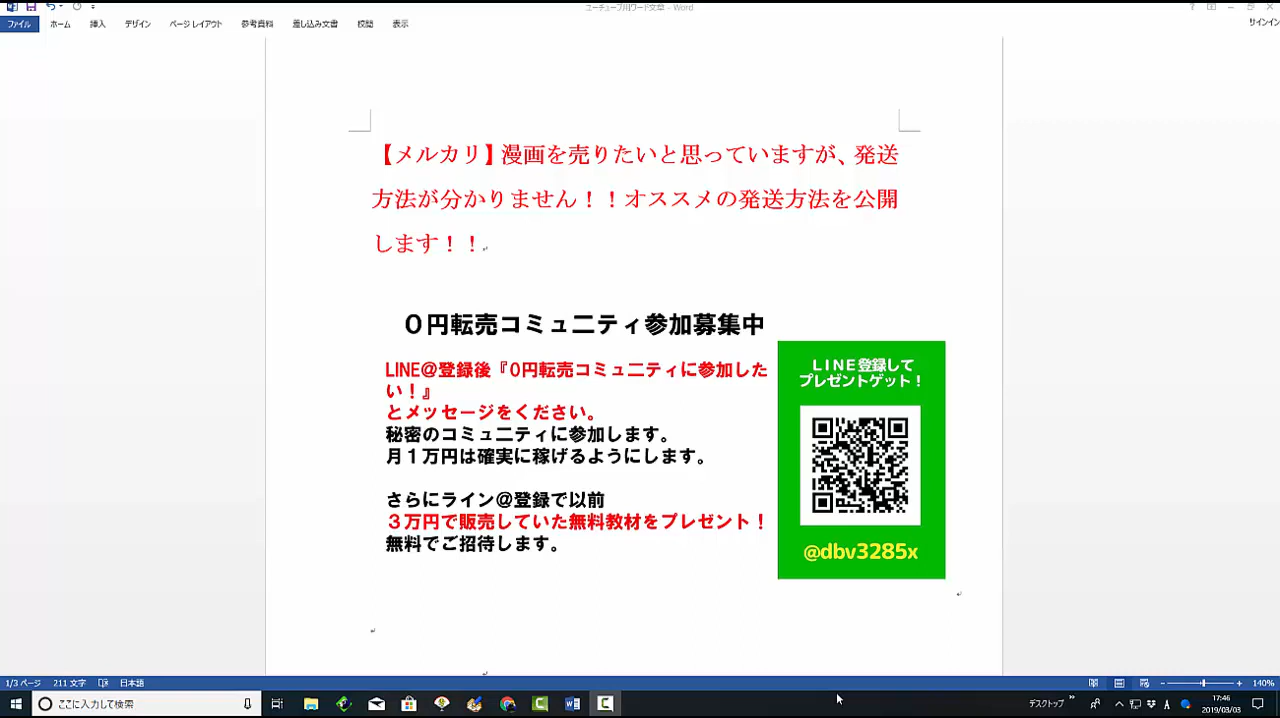 ユーチューブ用ワード文章 - Word
ファイル ホーム 挿入 デザイン ページ レイアウト 参考資料 差し込み文書 校閲 表示
サインイン
【メルカリ】漫画を売りたいと思っていますが、発送
方法が分かりません！！オススメの発送方法を公開
します！！
０円転売コミュニティ参加募集中
LINE＠登録後『０円転売コミュニティに参加した
い！』
とメッセージをください。
秘密のコミュニティに参加します。
月１万円は確実に稼げるようにします。
さらにライン＠登録で以前
３万円で販売していた無料教材をプレゼント！
無料でご招待します。
ＬＩＮＥ登録して
プレゼントゲット！
@dbv3285x
1/3 ページ 211 文字 日本語
140%
ここに入力して検索
デスクトップ
17:46
2019/03/03